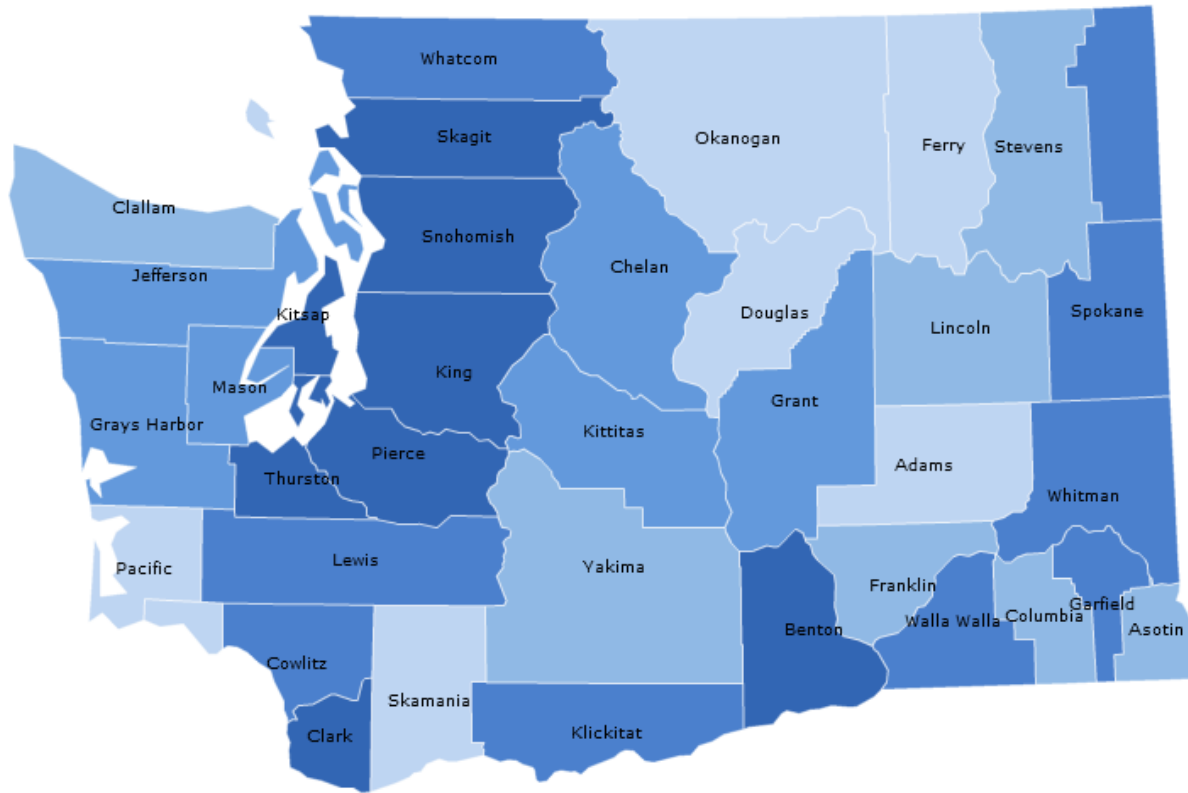 Whatcom
Skagit
Okanogan
Ferry
Stevens
Clallam
Snohomish
Jefferson
Chelan
Kitsap
Douglas
Lincoln
Spokane
King
Mason
Grant
Grays Harbor
Kittitas
Pierce
Adams
Thurston
Whitman
Lewis
Pacific
Yakima
Franklin
Garfield
Columbia
Walla Walla
Benton
Asotin
Cowlitz
Skamania
Clark
Klickitat